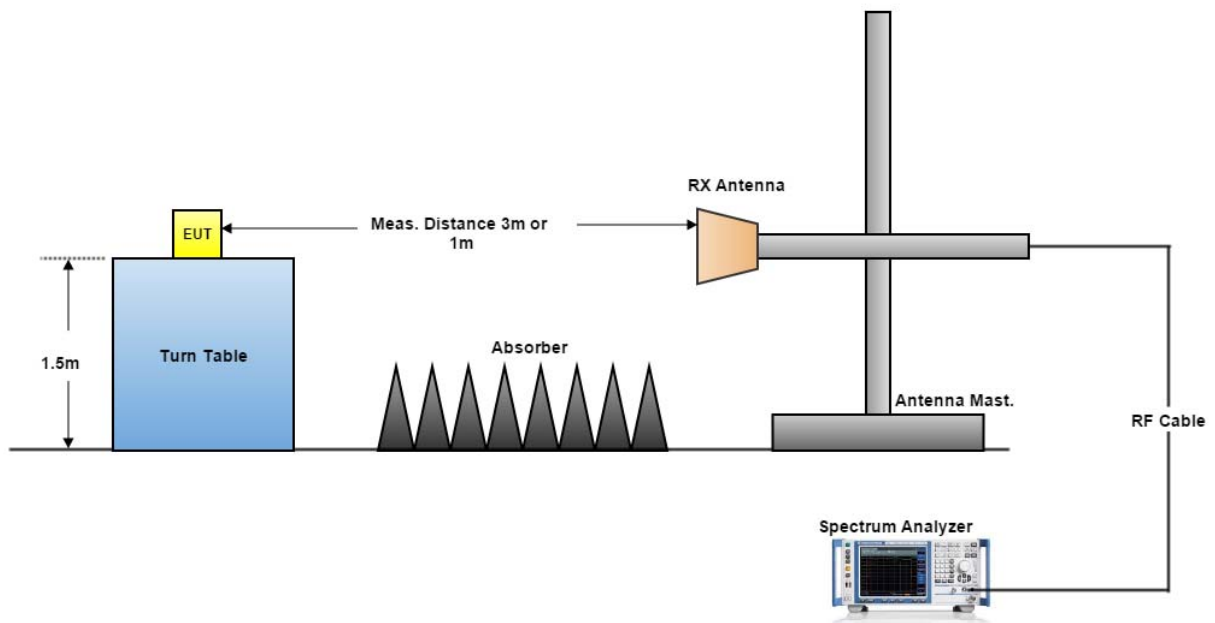 RX Antenna
EUT
Meas. Distance 3m or
1m
1.5m
Turn Table
Absorber
Antenna Mast.
RF Cable
Spectrum Analyzer